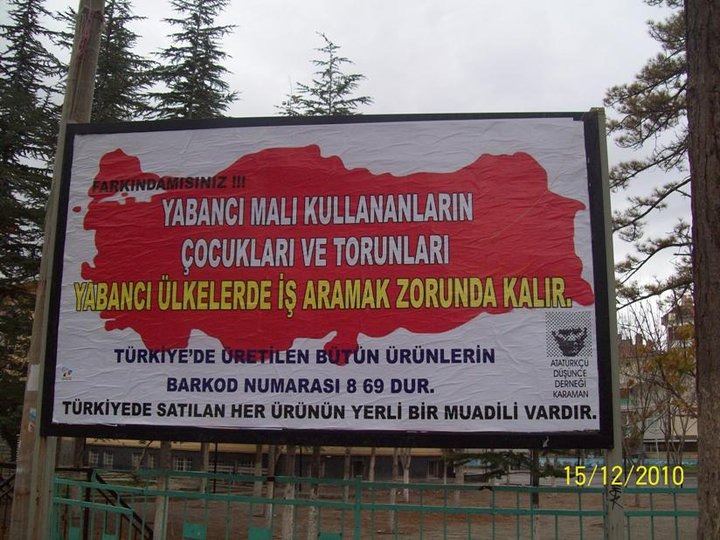 FARKINDAMISINIZ !!!
YABANCI MALI KULLANANLARIN
ÇOCUKLARI VE TORUNLARI
YABANCI ÜLKELERDE İŞ ARAMAK ZORUNDA KALIR.
TÜRKİYE'DE ÜRETİLEN BÜTÜN ÜRÜNLERİN
BARKOD NUMARASI 8 69 DUR.
TÜRKİYEDE SATILAN HER ÜRÜNÜN YERLİ BİR MUADİLİ VARDIR.
ATATÜRKÇÜ
DÜŞÜNCE
DERNEĞİ
KARAMAN
15/12/2010